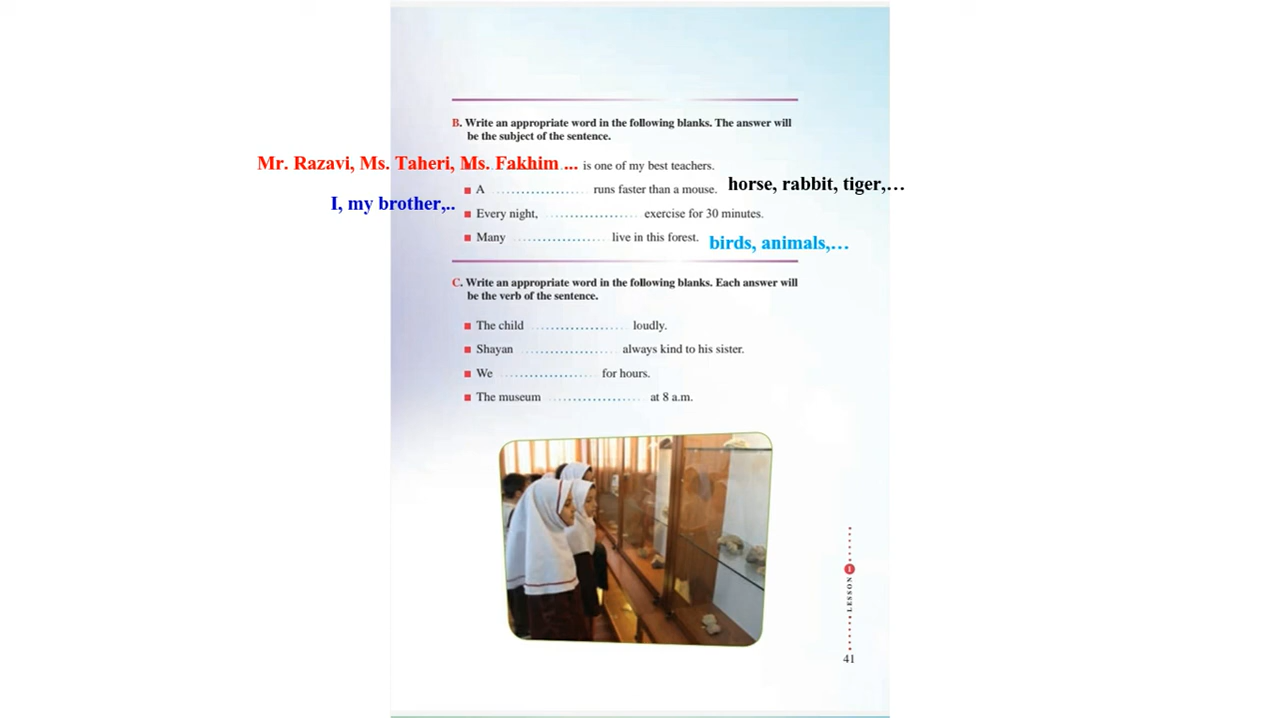 B. Write an appropriate word in the following blanks. The answer will
be the subject of the sentence.
Mr. Razavi, Ms. Taheri, Ms. Fakhim ... is one of my best teachers.
A .................... runs faster than a mouse. horse, rabbit, tiger,…
I, my brother,..
Every night, .................... exercise for 30 minutes.
Many .................... live in this forest. birds, animals,…
C. Write an appropriate word in the following blanks. Each answer will
be the verb of the sentence.
The child .................... loudly.
Shayan .................... always kind to his sister.
We .................... for hours.
The museum .................... at 8 a.m.
LESSON 1
41